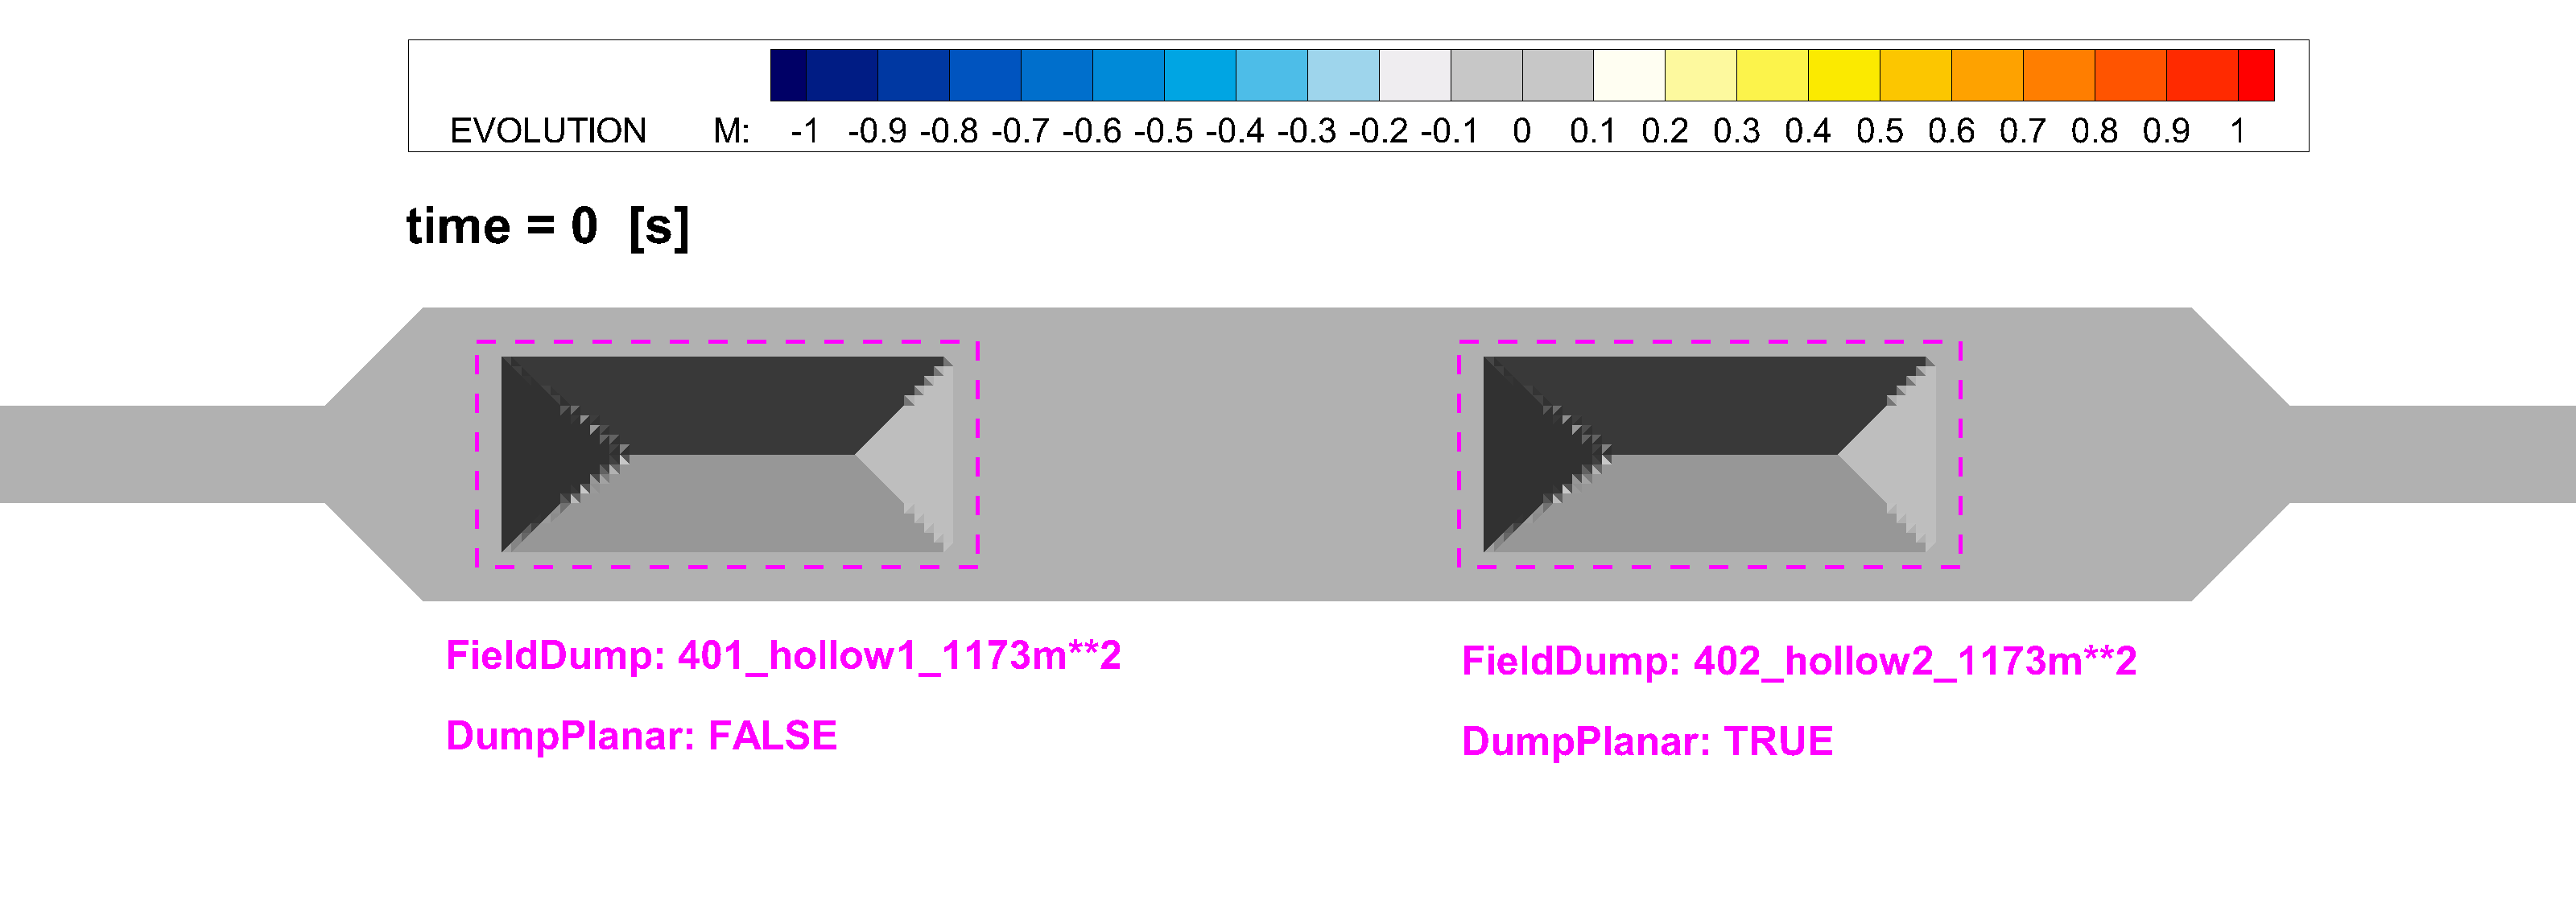 EVOLUTION M: -1 -0.9 -0.8 -0.7 -0.6 -0.5 -0.4 -0.3 -0.2 -0.1 0 0.1 0.2 0.3 0.4 0.5 0.6 0.7 0.8 0.9 1
time = 0 [s]
FieldDump: 401_hollow1_1173m**2
DumpPlanar: FALSE
FieldDump: 402_hollow2_1173m**2
DumpPlanar: TRUE